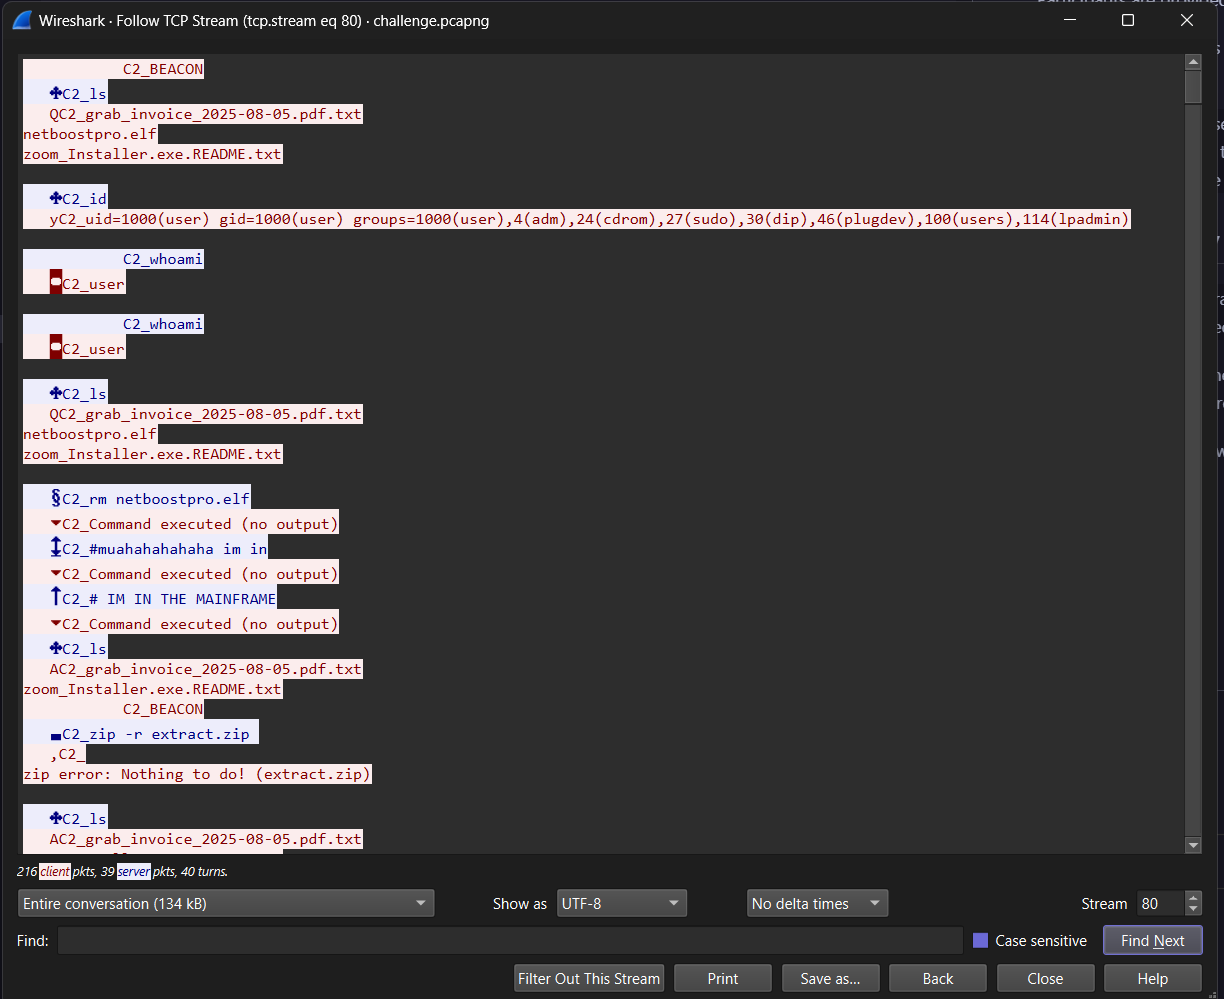 Wireshark · Follow TCP Stream (tcp.stream eq 80) · challenge.pcapng
C2_BEACON
C2_ls
QC2_grab_invoice_2025-08-05.pdf.txt
netboostpro.elf
zoom_Installer.exe.README.txt
C2_id
yC2_uid=1000(user) gid=1000(user) groups=1000(user),4(adm),24(cdrom),27(sudo),30(dip),46(plugdev),100(users),114(lpadmin)
C2_whoami
C2_user
C2_whoami
C2_user
C2_ls
QC2_grab_invoice_2025-08-05.pdf.txt
netboostpro.elf
zoom_Installer.exe.README.txt
§C2_rm netboostpro.elf
C2_Command executed (no output)
↨C2_#muahahahahaha im in
C2_Command executed (no output)
↑C2_# IM IN THE MAINFRAME
C2_Command executed (no output)
C2_ls
AC2_grab_invoice_2025-08-05.pdf.txt
zoom_Installer.exe.README.txt
C2_BEACON
C2_zip -r extract.zip
,C2_
zip error: Nothing to do! (extract.zip)
C2_ls
AC2_grab_invoice_2025-08-05.pdf.txt
216 client pkts, 39 server pkts, 40 turns.
Entire conversation (134 kB)
Show as UTF-8
No delta times
Stream 80
Find:
Case sensitive
Find Next
Filter Out This Stream
Print
Save as...
Back
Close
Help